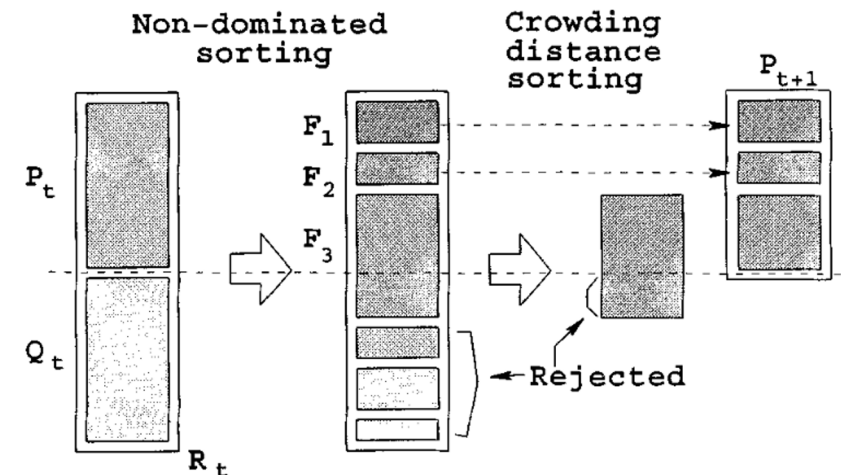 Non-dominated
sorting
Crowding
distance
sorting
P t+1
F 1
P t
F 2
F 3
Q t
Rejected
R t